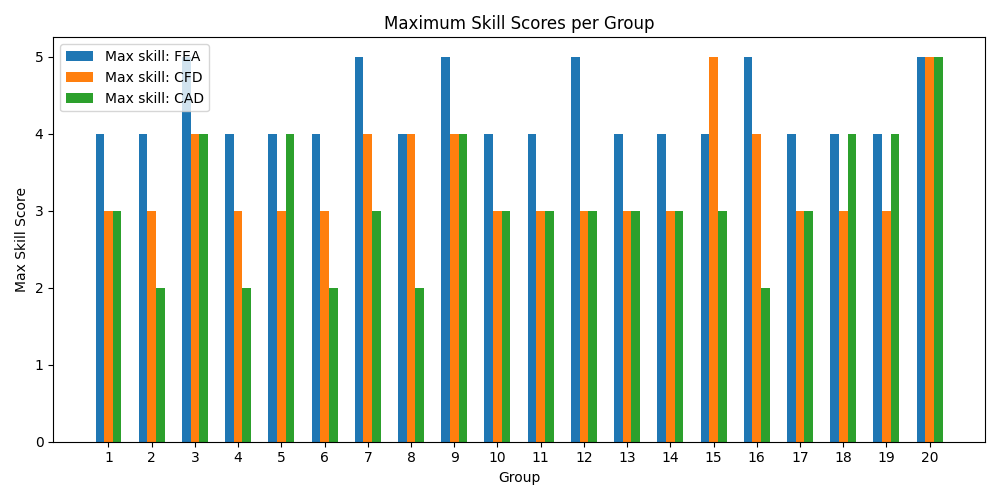 Maximum Skill Scores per Group
Max skill: FEA
Max skill: CFD
Max skill: CAD
Max Skill Score
5
4
3
2
1
0
1 2 3 4 5 6 7 8 9 10 11 12 13 14 15 16 17 18 19 20
Group